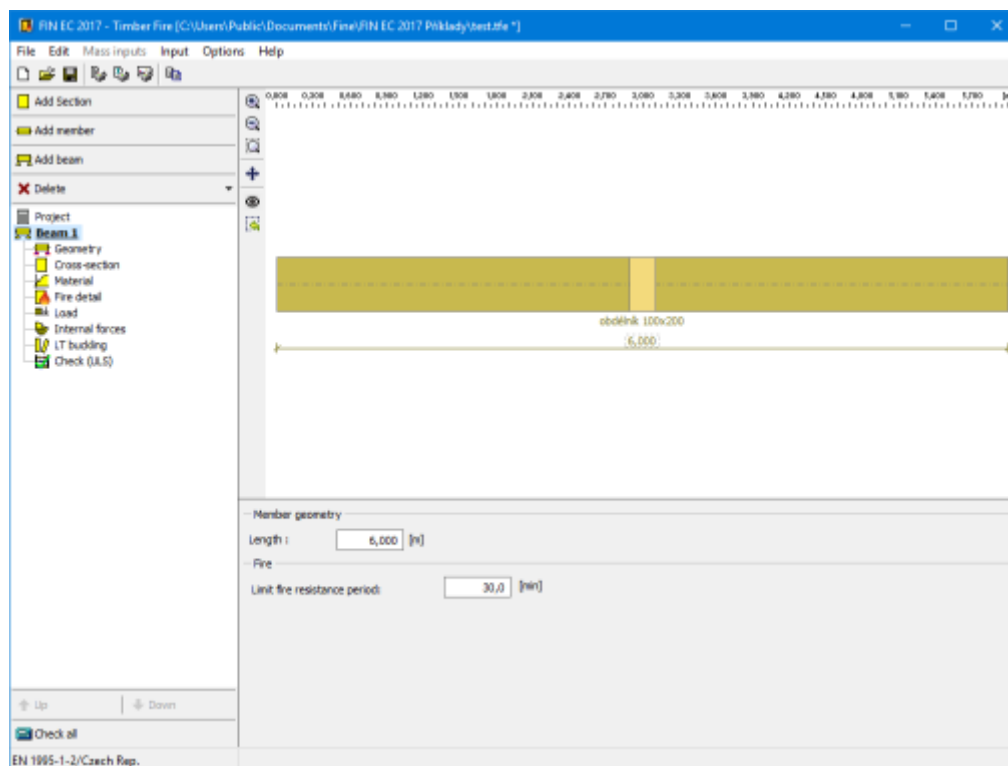 FIN EC 2017 - Timber Fire [C:\Users\Public\Documents\Fine\FIN EC 2017 Příklady\test.tfe *]
File Edit Mass inputs Input Options Help
Add Section
Add member
Add beam
Delete
Project
Beam 1
Geometry
Cross-section
Material
Fire detail
Load
Internal forces
LT buckling
Check (ULS)
obdélník 100x200
6,000
Member geometry
Length : 6,000 [m]
Fire
Limit fire resistance period: 30,0 [min]
Up Down
Check all
EN 1995-1-2/Czech Rep.